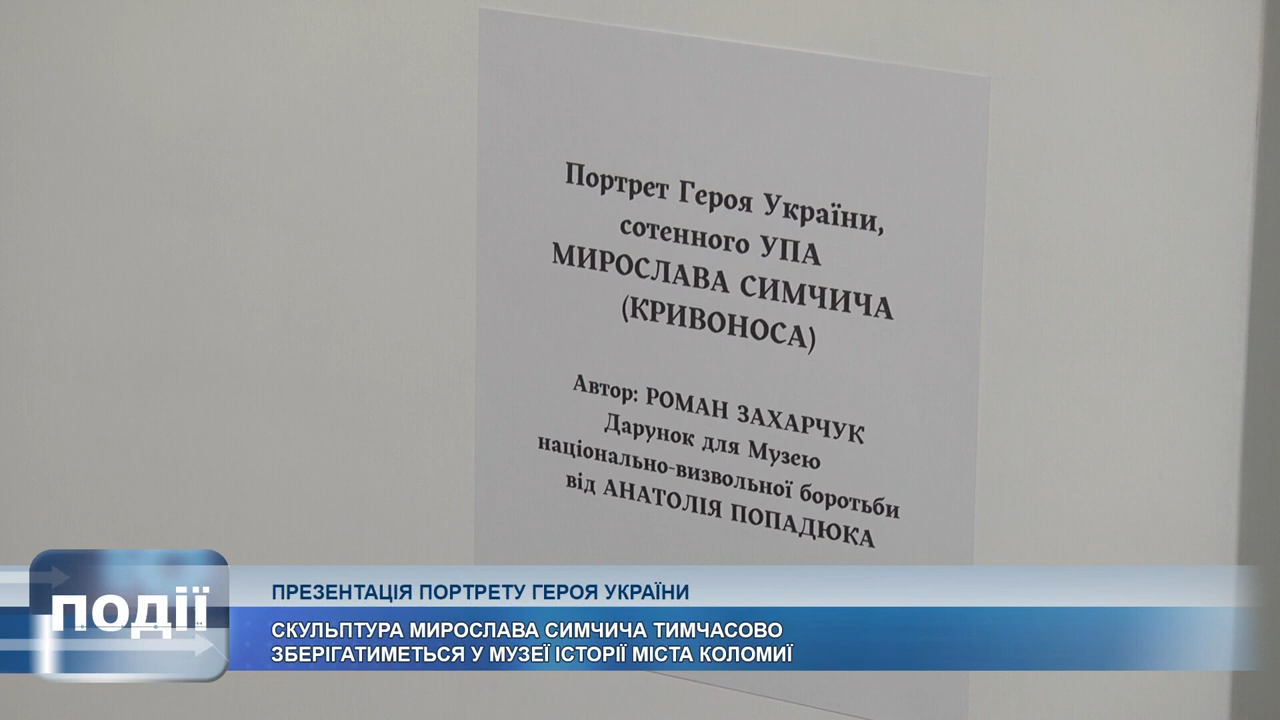 Портрет Героя України,
сотенного УПА
МИРОСЛАВА СИМЧИЧА
(КРИВОНОСА)
Автор: РОМАН ЗАХАРЧУК
Дарунок для Музею
національно-визвольної боротьби
від АНАТОЛІЯ ПОПАДЮКА
події
ПРЕЗЕНТАЦІЯ ПОРТРЕТУ ГЕРОЯ УКРАЇНИ
СКУЛЬПТУРА МИРОСЛАВА СИМЧИЧА ТИМЧАСОВО
ЗБЕРІГАТИМЕТЬСЯ У МУЗЕЇ ІСТОРІЇ МІСТА КОЛОМИЇ